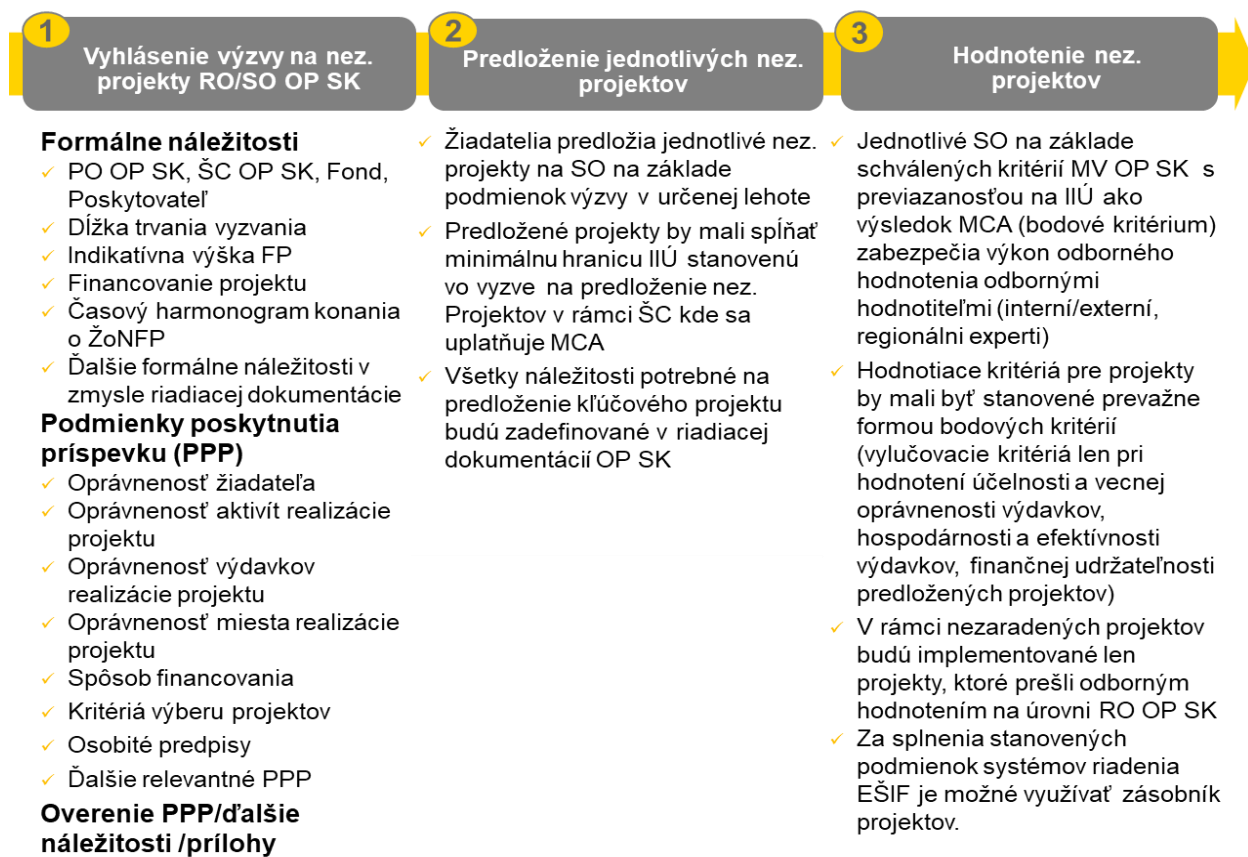 1
Vyhlásenie výzvy na nez.
projekty RO/SO OP SK
Formálne náležitosti
PO OP SK, ŠC OP SK, Fond,
Poskytovateľ
Dĺžka trvania vyzvania
Indikatívna výška FP
Financovanie projektu
Časový harmonogram konania
o ŽoNFP
Ďalšie formálne náležitosti v
zmysle riadiacej dokumentácie
Podmienky poskytnutia
príspevku (PPP)
Oprávnenosť žiadateľa
Oprávnenosť aktivít realizácie
projektu
Oprávnenosť výdavkov
realizácie projektu
Oprávnenosť miesta realizácie
projektu
Spôsob financovania
Kritériá výberu projektov
Osobité predpisy
Ďalšie relevantné PPP
Overenie PPP/ďalšie
náležitosti /prílohy
2
Predloženie jednotlivých nez.
projektov
Žiadatelia predložia jednotlivé nez.
projekty na SO na základe
podmienok výzvy v určenej lehote
Predložené projekty by mali spĺňať
minimálnu hranicu IIÚ stanovenú
vo vyzve na predloženie nez.
Projektov v rámci ŠC kde sa
uplatňuje MCA
Všetky náležitosti potrebné na
predloženie kľúčového projektu
budú zadefinované v riadiacej
dokumentácií OP SK
3
Hodnotenie nez.
projektov
Jednotlivé SO na základe
schválených kritérií MV OP SK s
previazanosťou na IIÚ ako
výsledok MCA (bodové kritérium)
zabezpečia výkon odborného
hodnotenia odbornými
hodnotiteľmi (interní/externí,
regionálni experti)
Hodnotiace kritériá pre projekty
by mali byť stanovené prevažne
formou bodových kritérií
(vylučovacie kritériá len pri
hodnotení účelnosti a vecnej
oprávnenosti výdavkov,
hospodárnosti a efektívnosti
výdavkov, finančnej udržateľnosti
predložených projektov)
V rámci nezaradených projektov
budú implementované len
projekty, ktoré prešli odborným
hodnotením na úrovni RO OP SK
Za splnenia stanovených
podmienok systémov riadenia
EŠIF je možné využívať zásobník
projektov.